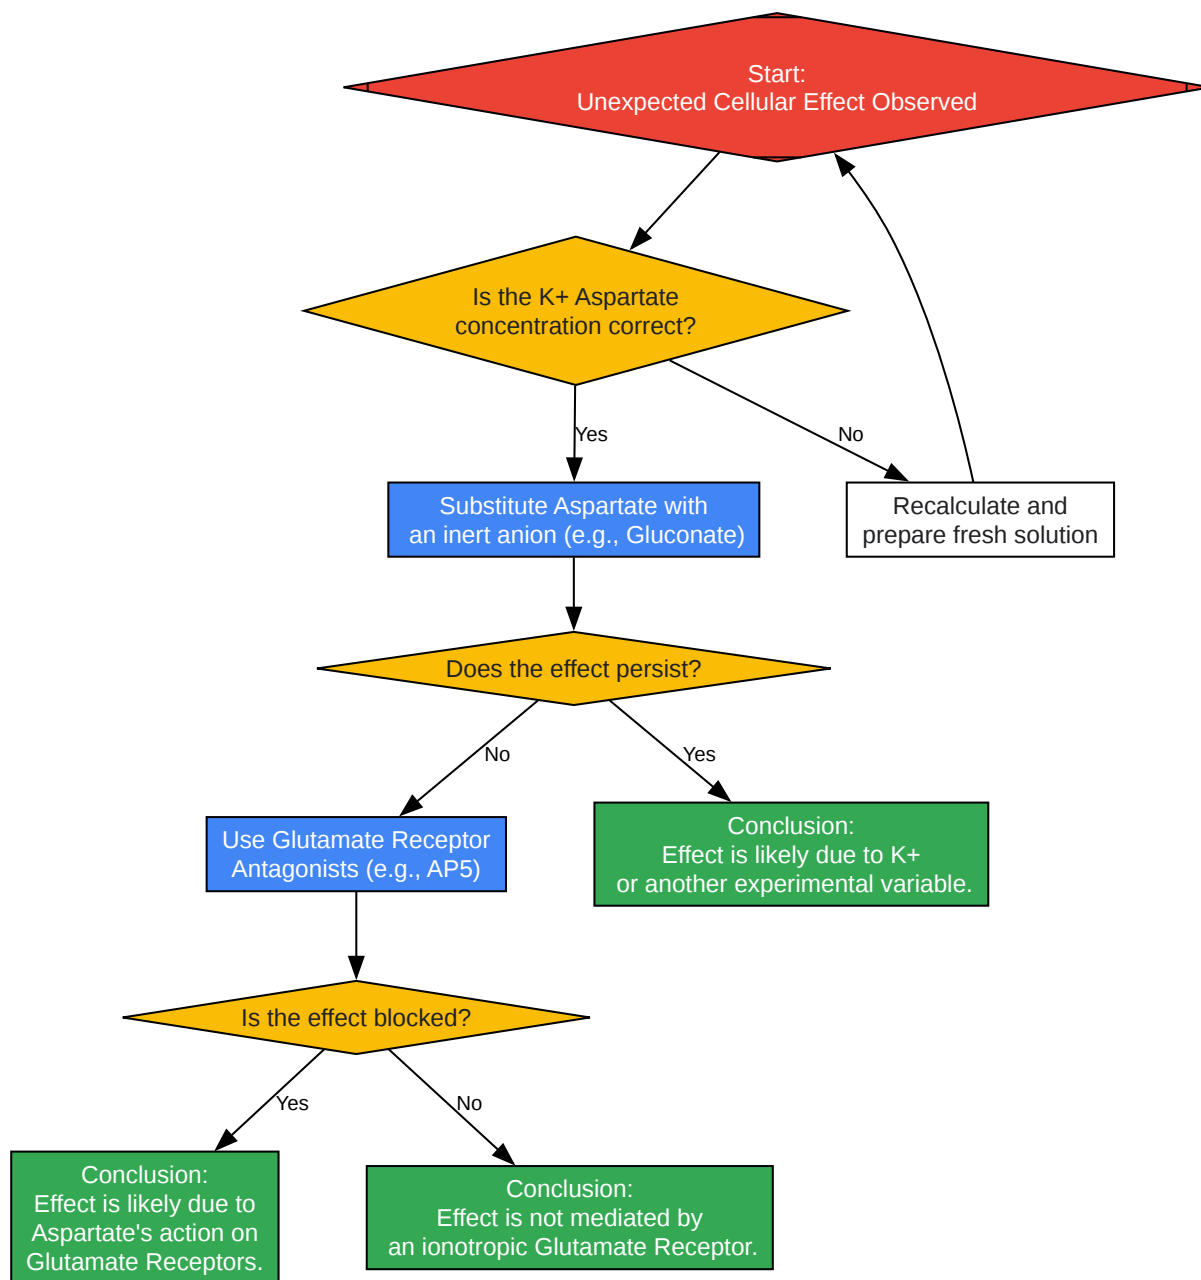 Start:
Unexpected Cellular Effect Observed
Is the K+ Aspartate
concentration correct?
Yes
No
Substitute Aspartate with
an inert anion (e.g., Gluconate)
Recalculate and
prepare fresh solution
Does the effect persist?
No
Yes
Use Glutamate Receptor
Antagonists (e.g., AP5)
Conclusion:
Effect is likely due to K+
or another experimental variable.
Is the effect blocked?
Yes
No
Conclusion:
Effect is likely due to
Aspartate's action on
Glutamate Receptors.
Conclusion:
Effect is not mediated by
an ionotropic Glutamate Receptor.